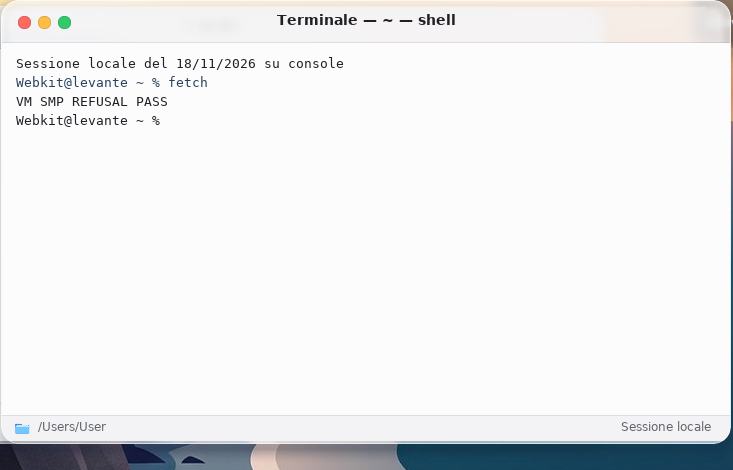 Terminale — ~ — shell
Sessione locale del 18/11/2026 su console
Webkit@levante ~ % fetch
VM SMP REFUSAL PASS
Webkit@levante ~ %
/Users/User
Sessione locale